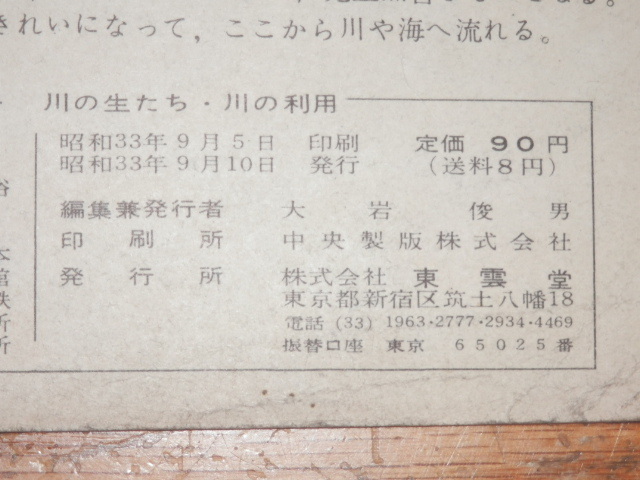 きれいになって，ここから川や海へ流れる。
川の生たち・川の利用
昭和33年9月5日 印刷 定価 90円
昭和33年9月10日 発行 （送料8円）
編集兼発行者 大岩俊男
印刷所 中央製版株式会社
発行所 株式会社 東雲堂
東京都新宿区筑土八幡18
電話 (33) 1963・2777・2934・4469
振替口座 東京 65025番